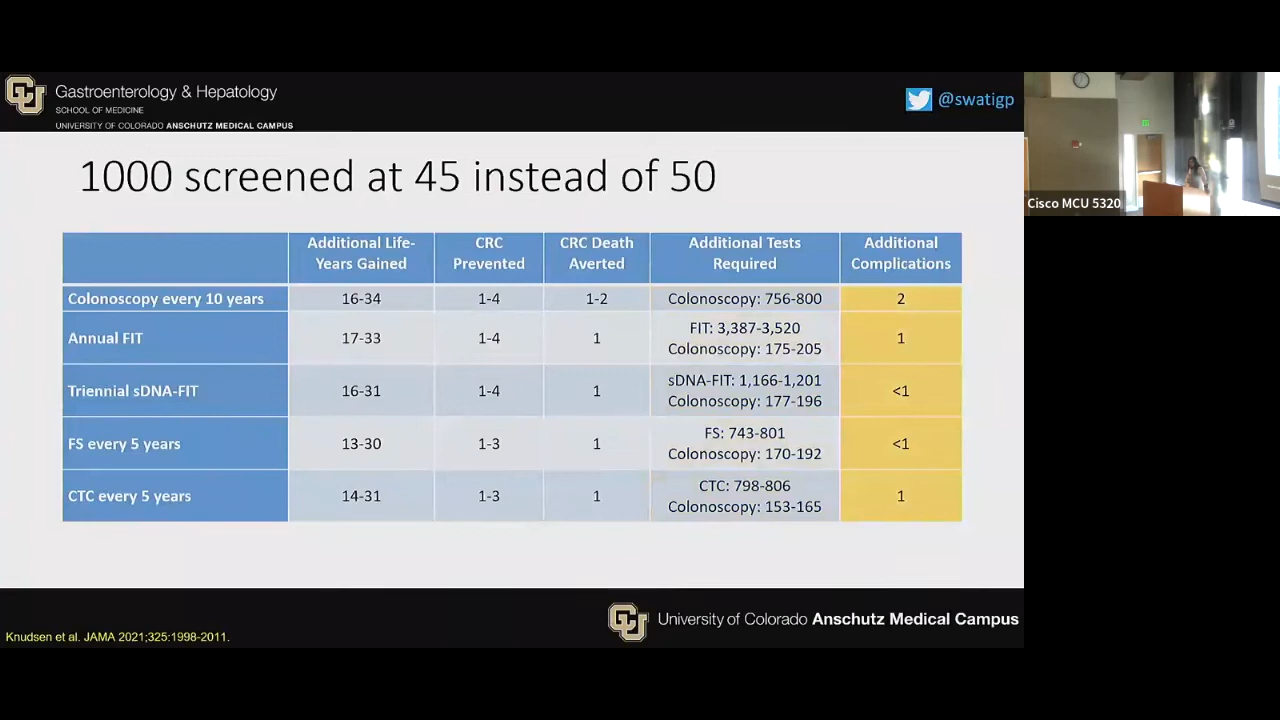 Gastroenterology & Hepatology
SCHOOL OF MEDICINE
UNIVERSITY OF COLORADO ANSCHUTZ MEDICAL CAMPUS
@swatigp
1000 screened at 45 instead of 50
Additional Life-
Years Gained
CRC
Prevented
CRC Death
Averted
Additional Tests
Required
Additional
Complications
Colonoscopy every 10 years
16-34
1-4
1-2
Colonoscopy: 756-800
2
Annual FIT
17-33
1-4
1
FIT: 3,387-3,520
Colonoscopy: 175-205
1
Triennial sDNA-FIT
16-31
1-4
1
sDNA-FIT: 1,166-1,201
Colonoscopy: 177-196
<1
FS every 5 years
13-30
1-3
1
FS: 743-801
Colonoscopy: 170-192
<1
CTC every 5 years
14-31
1-3
1
CTC: 798-806
Colonoscopy: 153-165
1
Knudsen et al. JAMA 2021;325:1998-2011.
University of Colorado Anschutz Medical Campus
Cisco MCU 5320